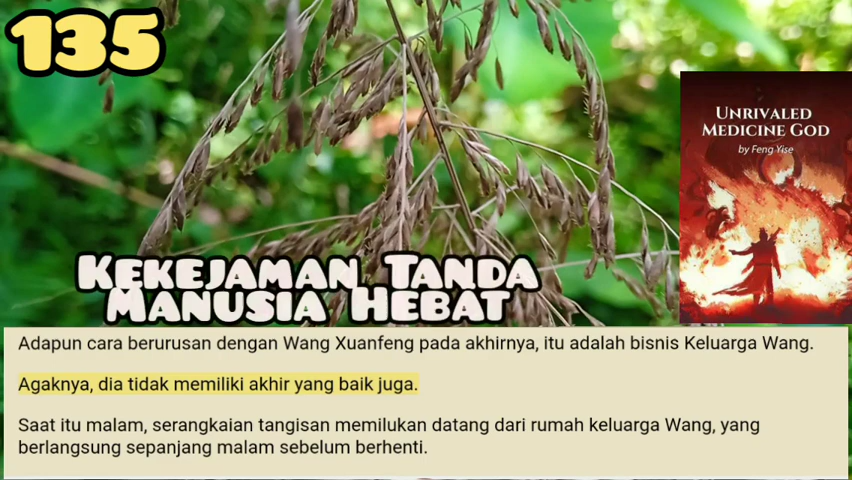 135
UNRIVALED
MEDICINE GOD
by Feng Yise
KEKEJAMAN TANDA
MANUSIA HEBAT
Adapun cara berurusan dengan Wang Xuanfeng pada akhirnya, itu adalah bisnis Keluarga Wang.
Agaknya, dia tidak memiliki akhir yang baik juga.
Saat itu malam, serangkaian tangisan memilukan datang dari rumah keluarga Wang, yang
berlangsung sepanjang malam sebelum berhenti.